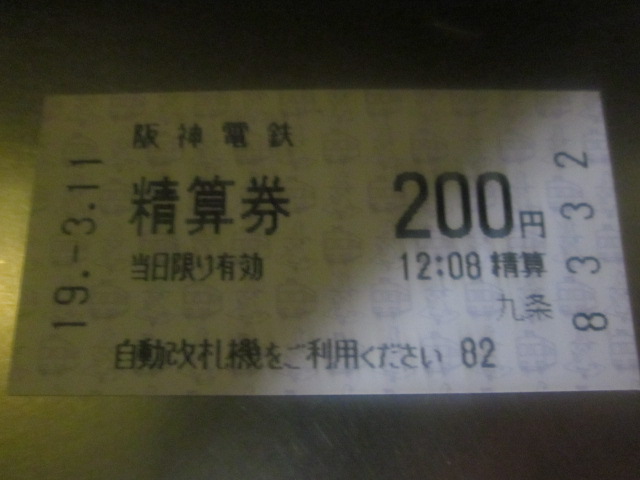 阪神電鉄
19.-3.11
精算券 200円
当日限り有効 12:08精算
九条
自動改札機をご利用ください 82
8332